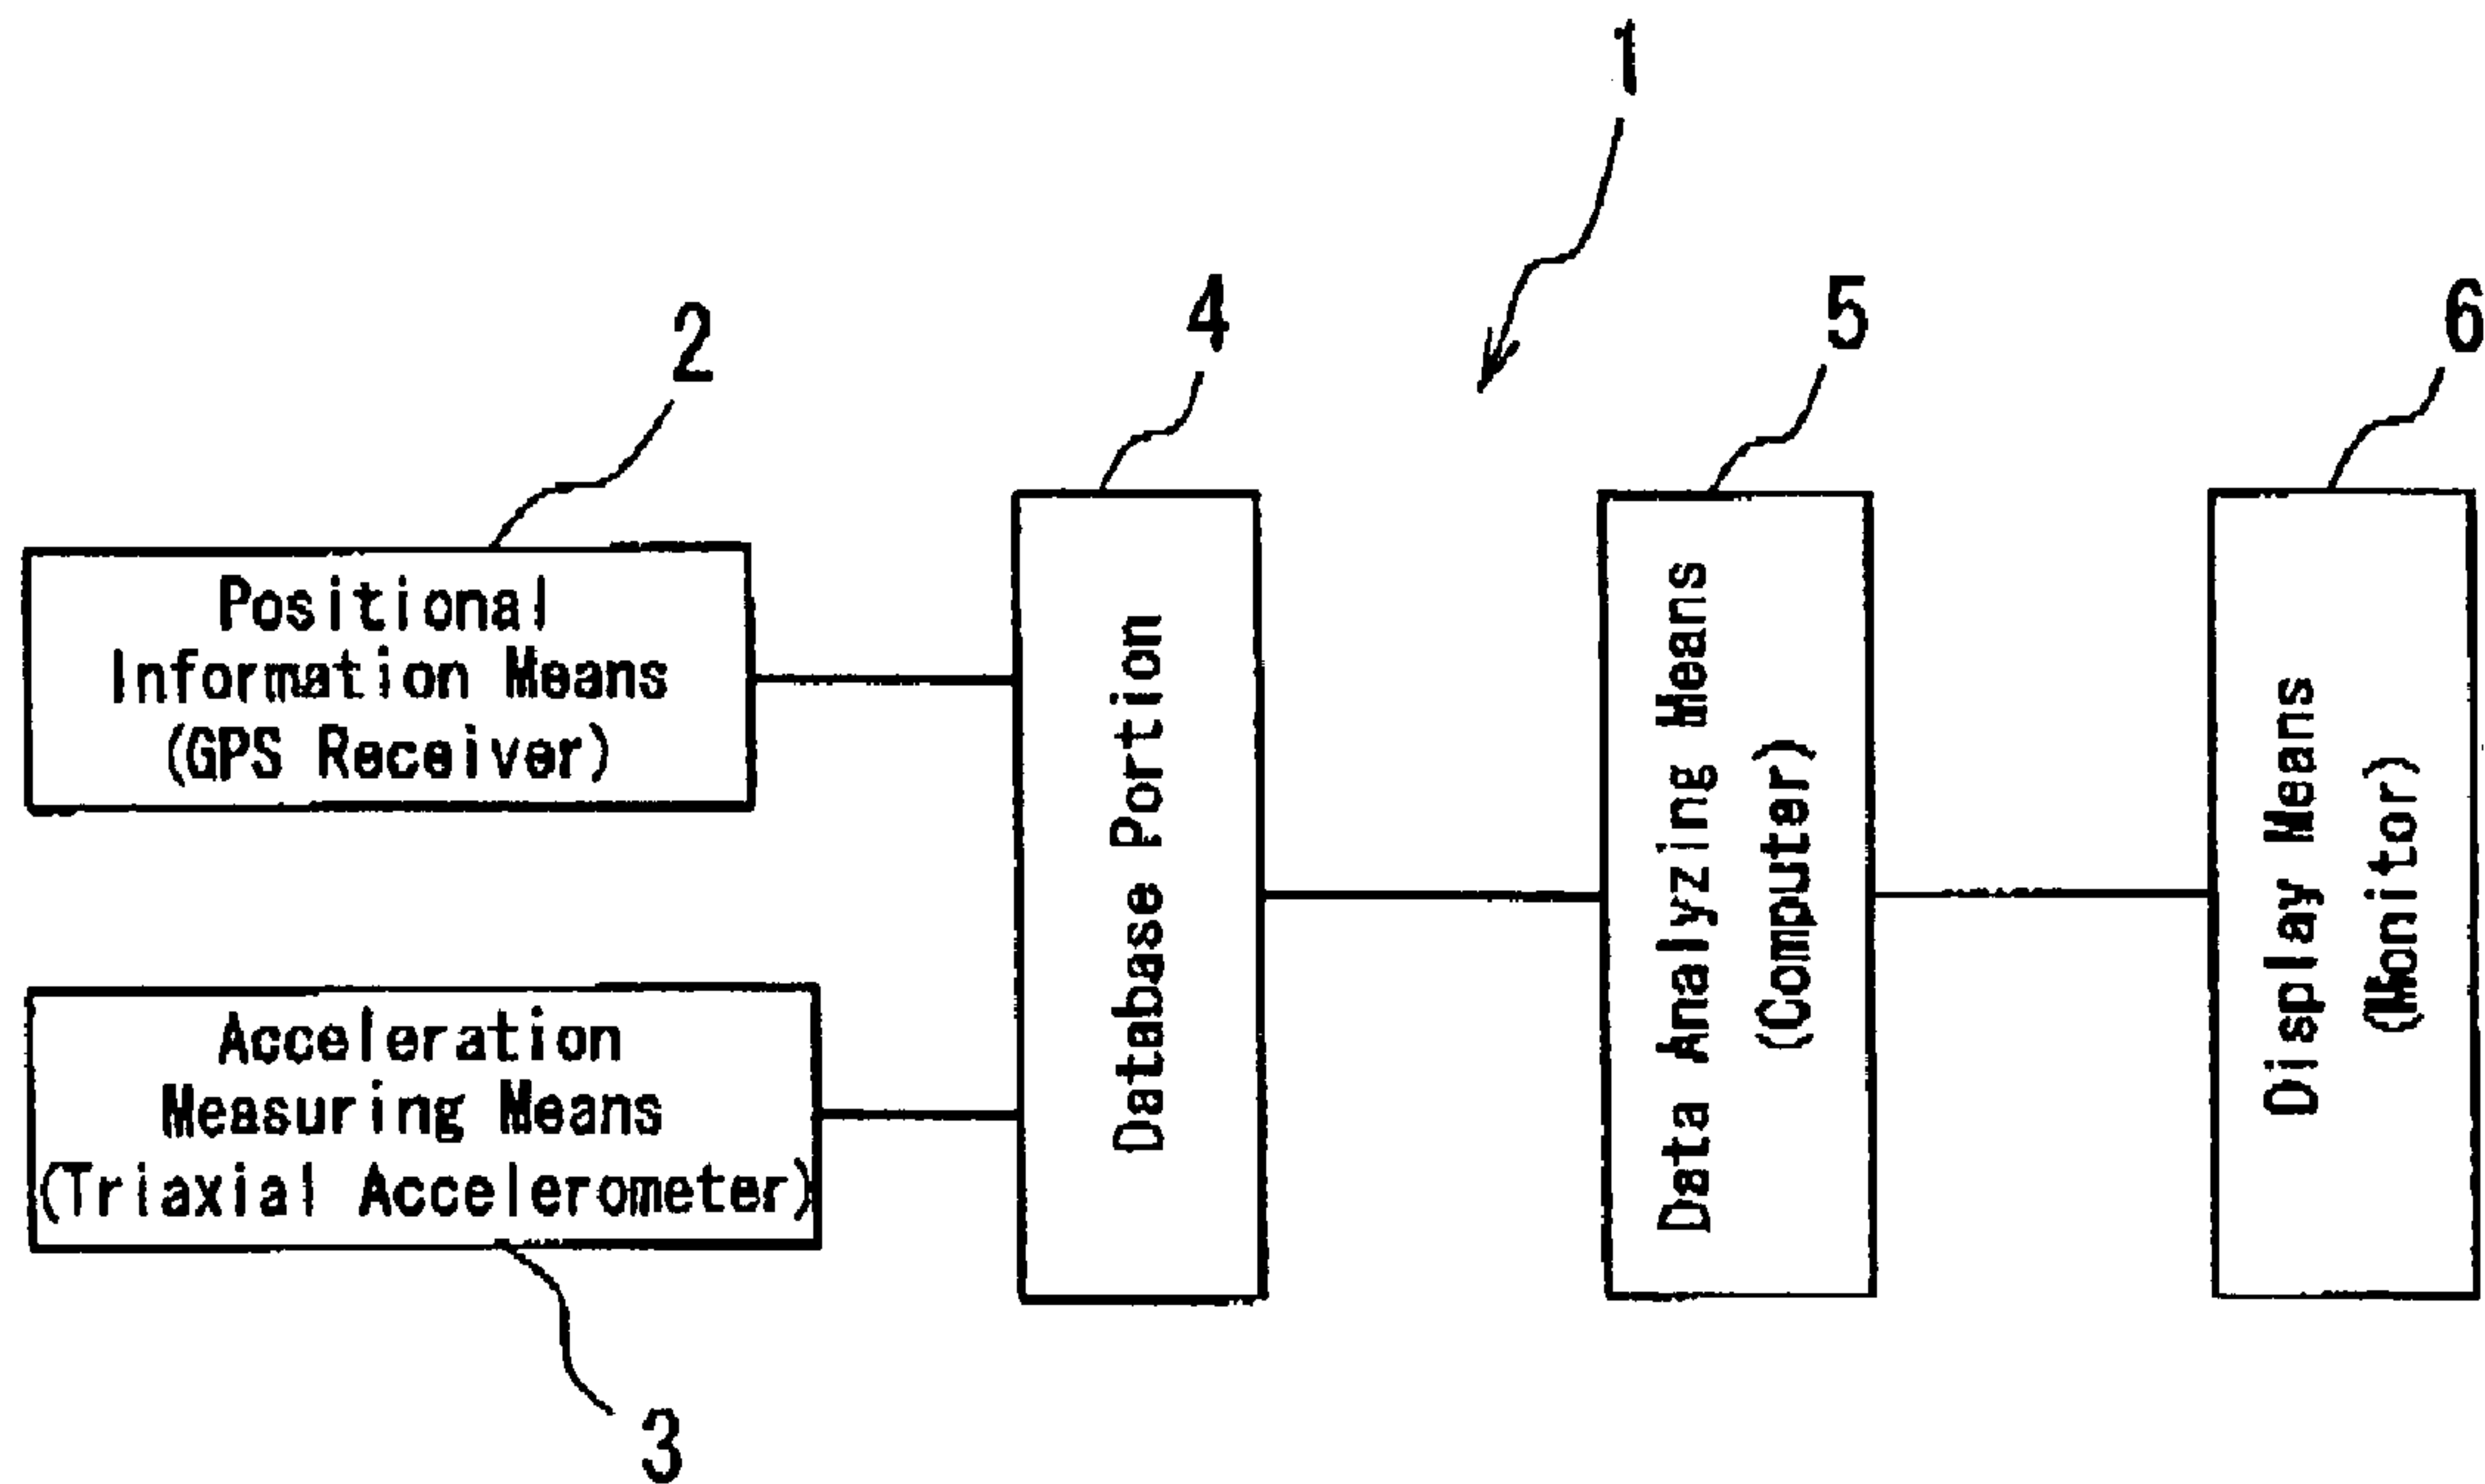 1
2
4
5
6
Positional
Information Means
(GPS Receiver)
Acceleration
Measuring Means
(Triaxial Accelerometer)
3
Database Portion
Data Analyzing Means
(Computer)
Display Means
(Monitor)